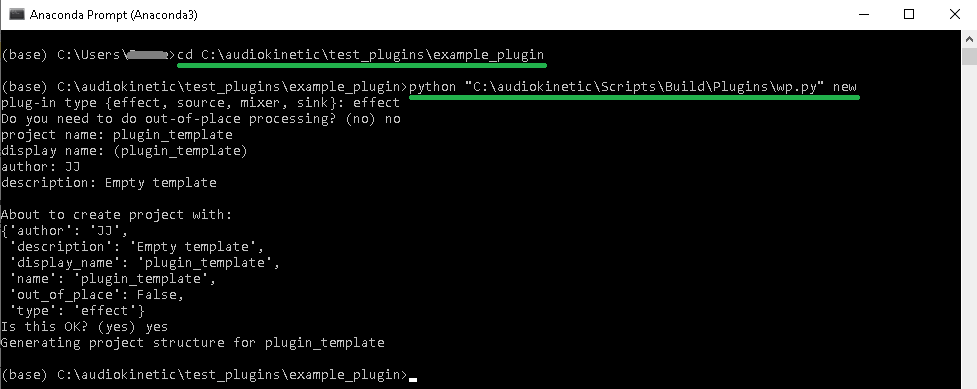 Anaconda Prompt (Anaconda3)
(base) C:\Users\>cd C:\audiokinetic\test_plugins\example_plugin
(base) C:\audiokinetic\test_plugins\example_plugin>python "C:\audiokinetic\Scripts\Build\Plugins\wp.py" new
plug-in type {effect, source, mixer, sink}: effect
Do you need to do out-of-place processing? (no) no
project name: plugin_template
display name: (plugin_template)
author: JJ
description: Empty template
About to create project with:
{'author': 'JJ',
 'description': 'Empty template',
 'display_name': 'plugin_template',
 'name': 'plugin_template',
 'out_of_place': False,
 'type': 'effect'}
Is this OK? (yes) yes
Generating project structure for plugin_template
(base) C:\audiokinetic\test_plugins\example_plugin>